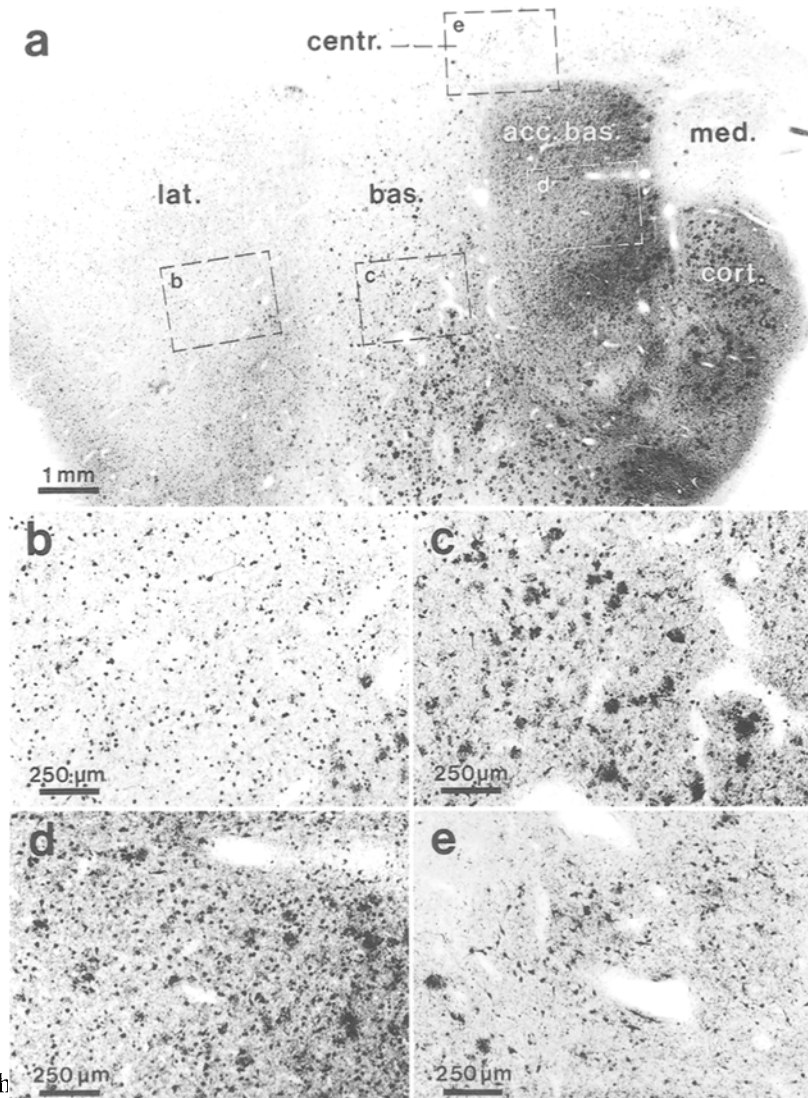 a
e
centr.
acc. bas.
med.
d
lat.
bas.
b
c
cort.
1 mm
b
c
250 µm
250 µm
d
e
h
250 µm
250 µm